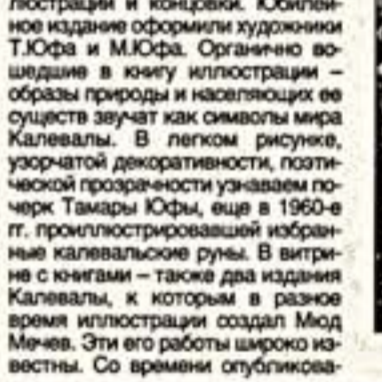 люстрации и концовки. Юбилей-
ное издание оформили художники
Т.Юфа и М.Юфа. Органично во-
шедшие в книгу иллюстрации –
образы природы и населяющих ее
существ звучат как символы мира
Калевалы. В легком рисунке,
узорчатой декоративности, поэти-
ческой прозрачности узнаваем по-
черк Тамары Юфы, еще в 1960-е
гг. проиллюстрировавшей избран-
ные калевальские руны. В витри-
не с книгами – также два издания
Калевалы, к которым в разное
время иллюстрации создал Мюд
Мечев. Эти его работы широко из-
вестны. Со времени опубликова-